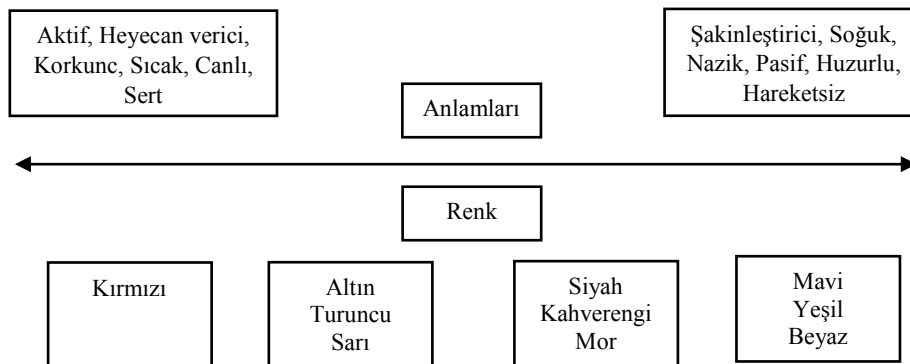 Aktif, Heyecan verici,
Korkunc, Sıcak, Canlı,
Sert
Şakinleştirici, Soğuk,
Nazik, Pasif, Huzurlu,
Hareketsiz
Anlamları
Renk
Kırmızı
Altın
Turuncu
Sarı
Siyah
Kahverengi
Mor
Mavi
Yeşil
Beyaz